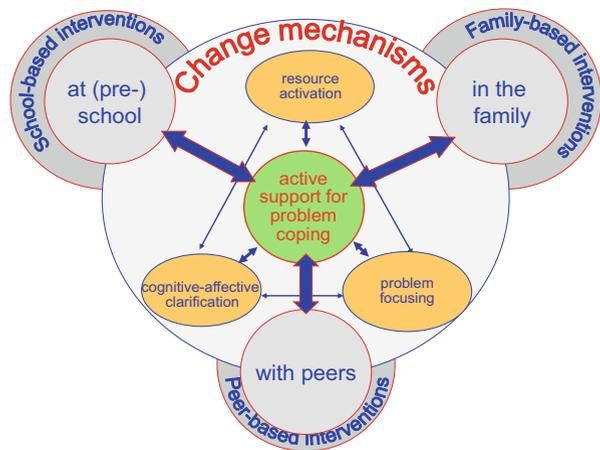 Change mechanisms
School-based interventions
Family-based interventions
at (pre-)
school
resource
activation
in the
family
active
support for
problem
coping
cognitive-affective
clarification
problem
focusing
with peers
Peer-based interventions